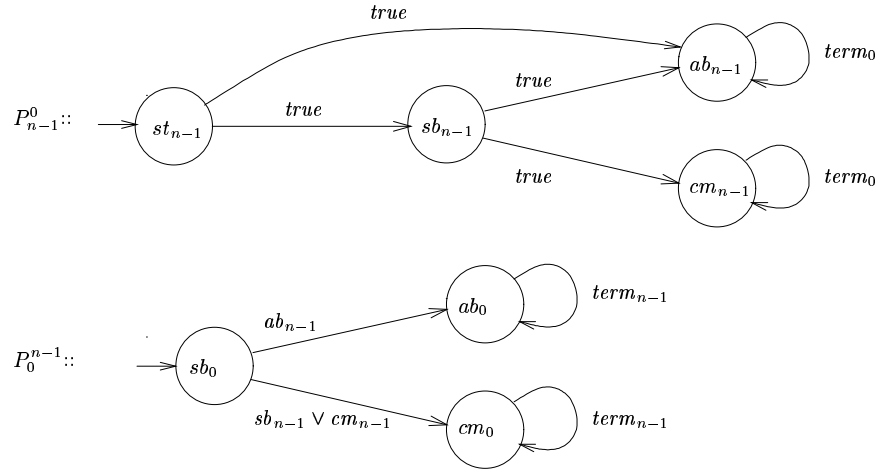 true
ab_{n-1}
term_0
P^0_{n-1}::
st_{n-1}
true
sb_{n-1}
true
true
cm_{n-1}
term_0
P^{n-1}_0::
sb_0
ab_{n-1}
ab_0
term_{n-1}
sb_{n-1} ∨ cm_{n-1}
cm_0
term_{n-1}